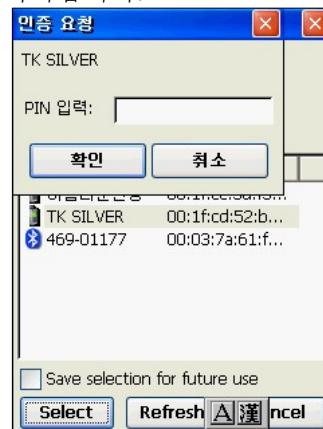 인증 요청
TK SILVER
PIN 입력:
확인 취소
TK SILVER 00:1f:cd:52:b...
469-01177 00:03:7a:61:f...
Save selection for future use
Select Refresh A 漢 ncel